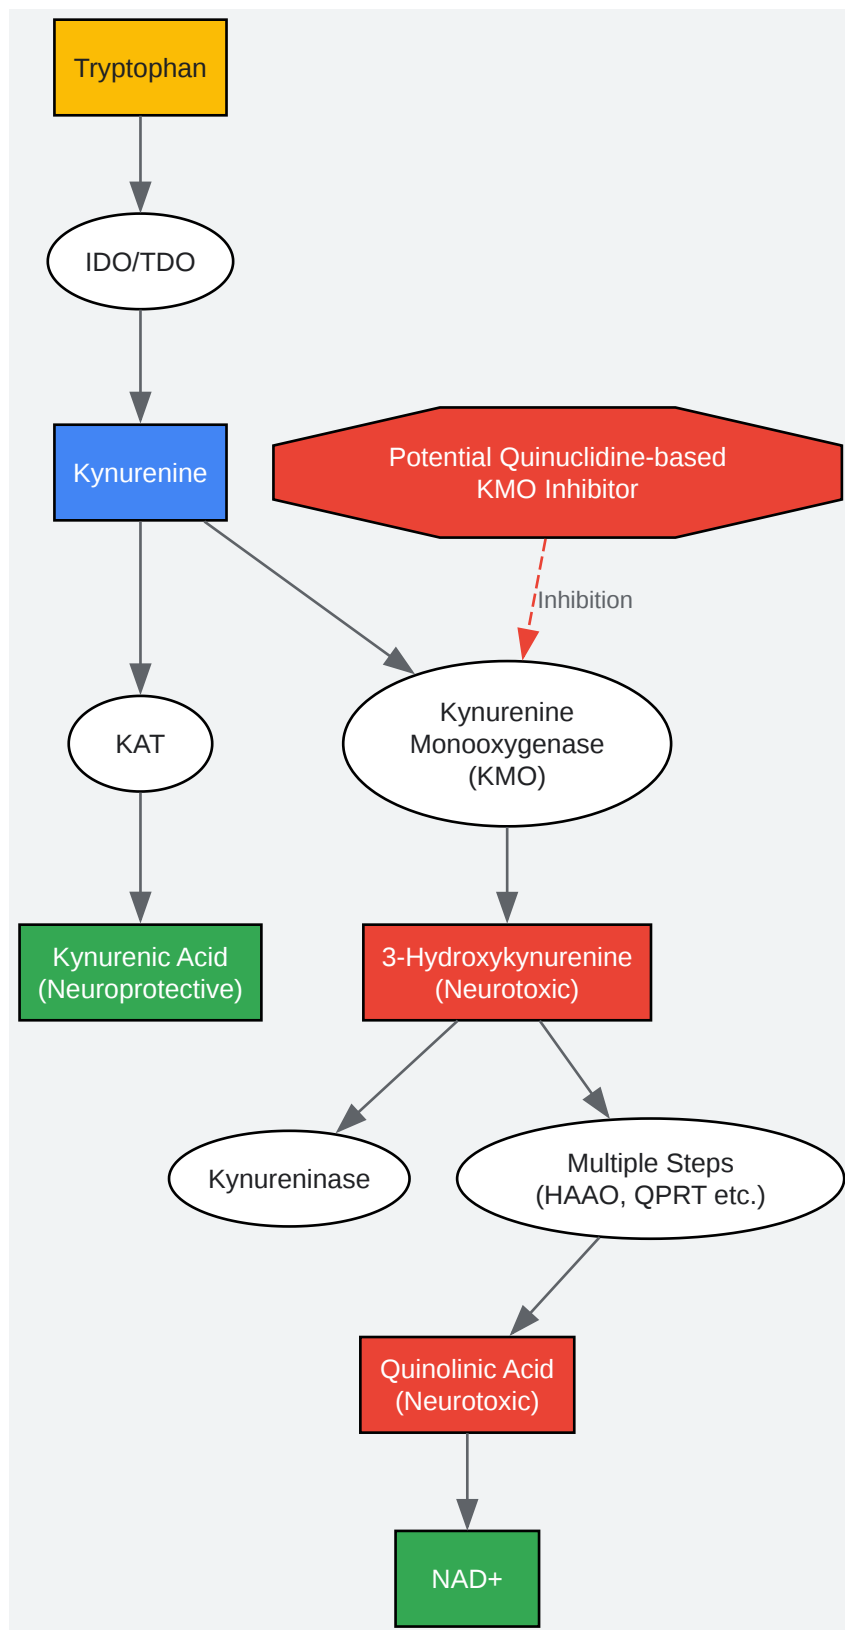 Tryptophan
IDO/TDO
Kynurenine
Potential Quinuclidine-based
KMO Inhibitor
Inhibition
KAT
Kynurenine
Monooxygenase
(KMO)
Kynurenic Acid
(Neuroprotective)
3-Hydroxykynurenine
(Neurotoxic)
Kynureninase
Multiple Steps
(HAAO, QPRT etc.)
Quinolinic Acid
(Neurotoxic)
NAD+